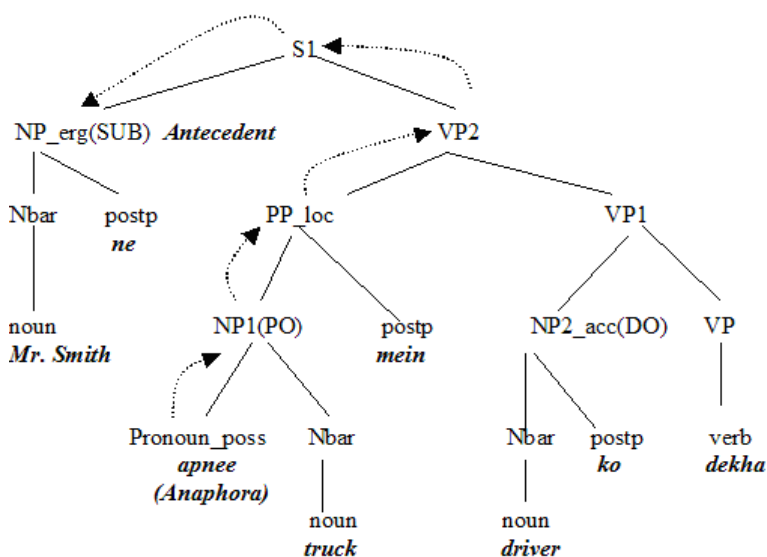 S1
NP_erg(SUB) Antecedent VP2
Nbar postp PP_loc VP1
ne
noun NP1(PO) postp NP2_acc(DO) VP
Mr. Smith mein
Pronoun_poss Nbar Nbar postp verb
apnee ko dekha
(Anaphora)
noun noun
truck driver